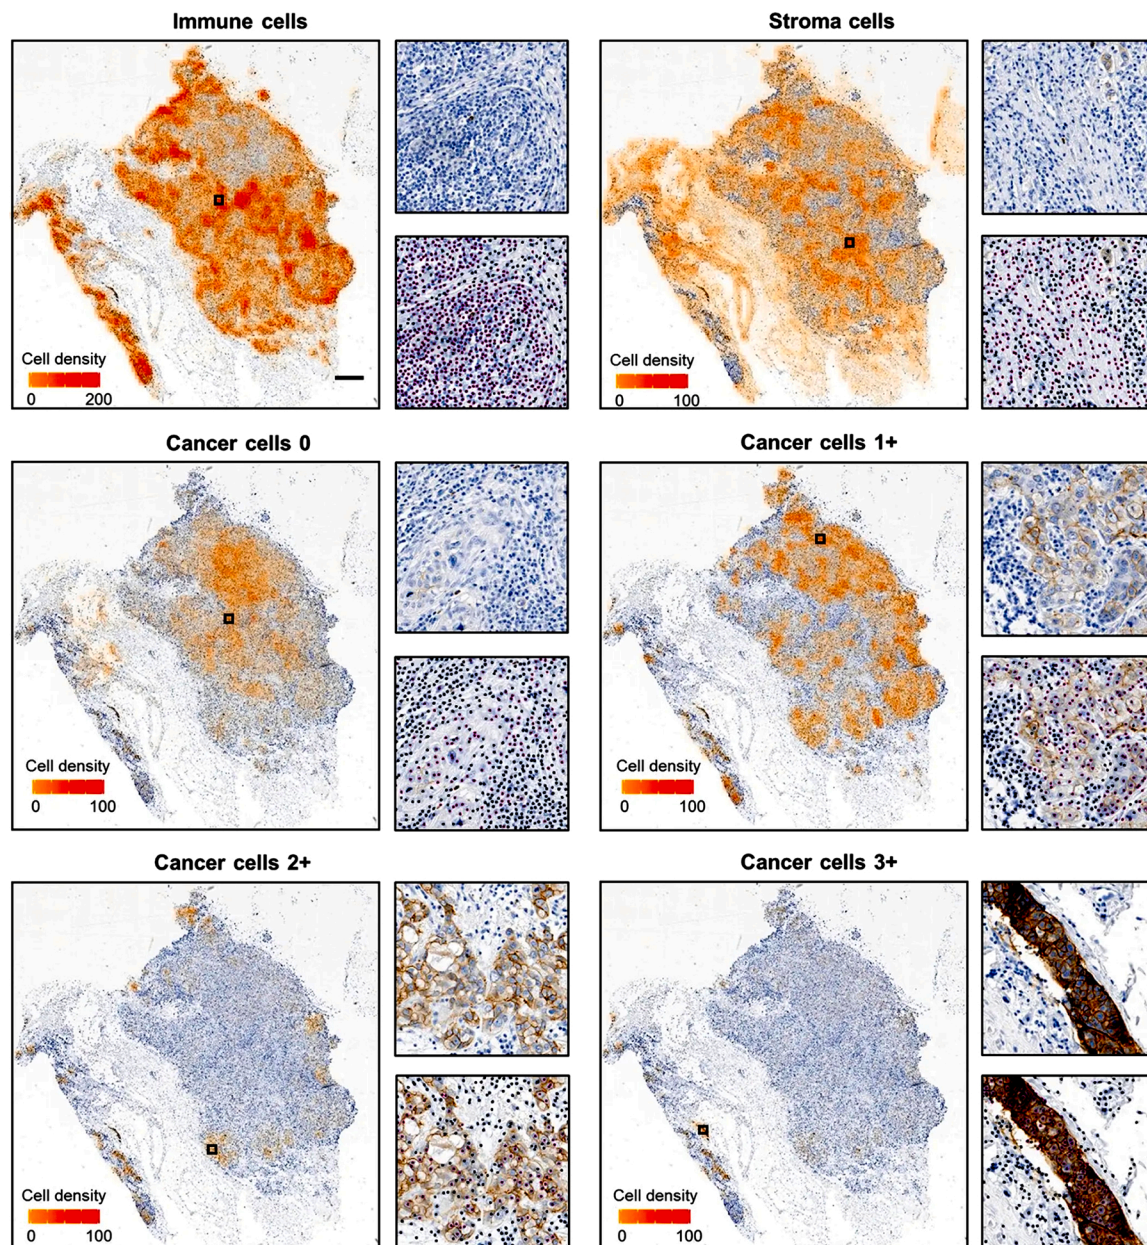 Immune cells
Stroma cells
Cell density
0 200
Cell density
0 100
Cancer cells 0
Cancer cells 1+
Cell density
0 100
Cell density
0 100
Cancer cells 2+
Cancer cells 3+
Cell density
0 100
Cell density
0 100